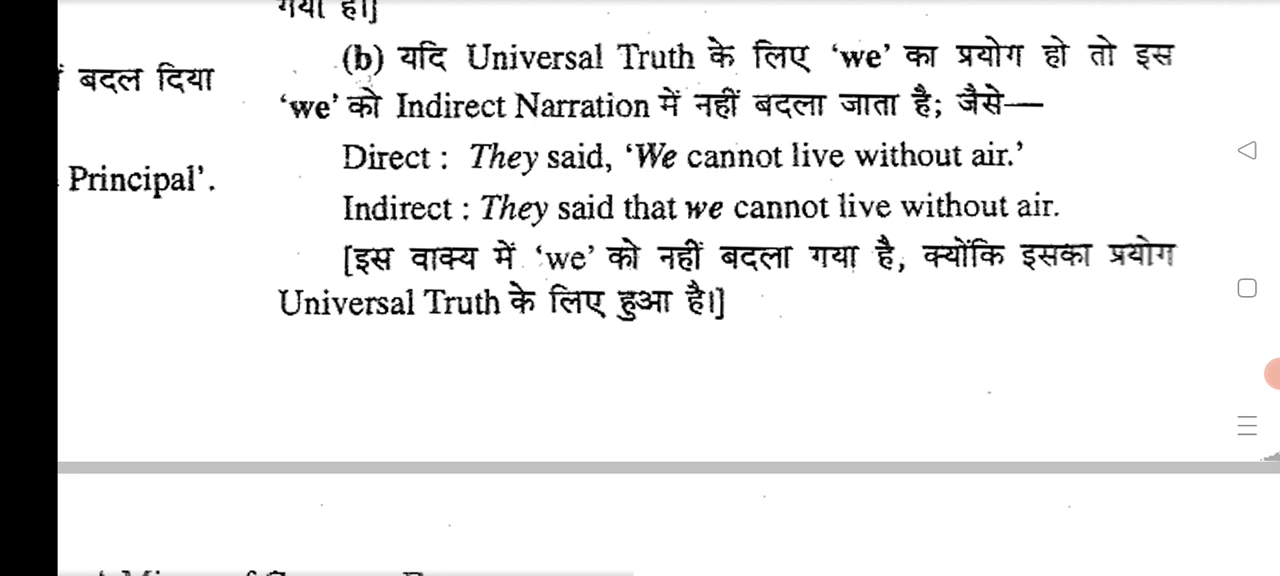 गया है।]
(b) यदि Universal Truth के लिए ‘we’ का प्रयोग हो तो इस
बदल दिया
‘we’ को Indirect Narration में नहीं बदला जाता है; जैसे—
Direct : They said, ‘We cannot live without air.’
Principal’.
Indirect : They said that we cannot live without air.
[इस वाक्य में ‘we’ को नहीं बदला गया है, क्योंकि इसका प्रयोग
Universal Truth के लिए हुआ है।]